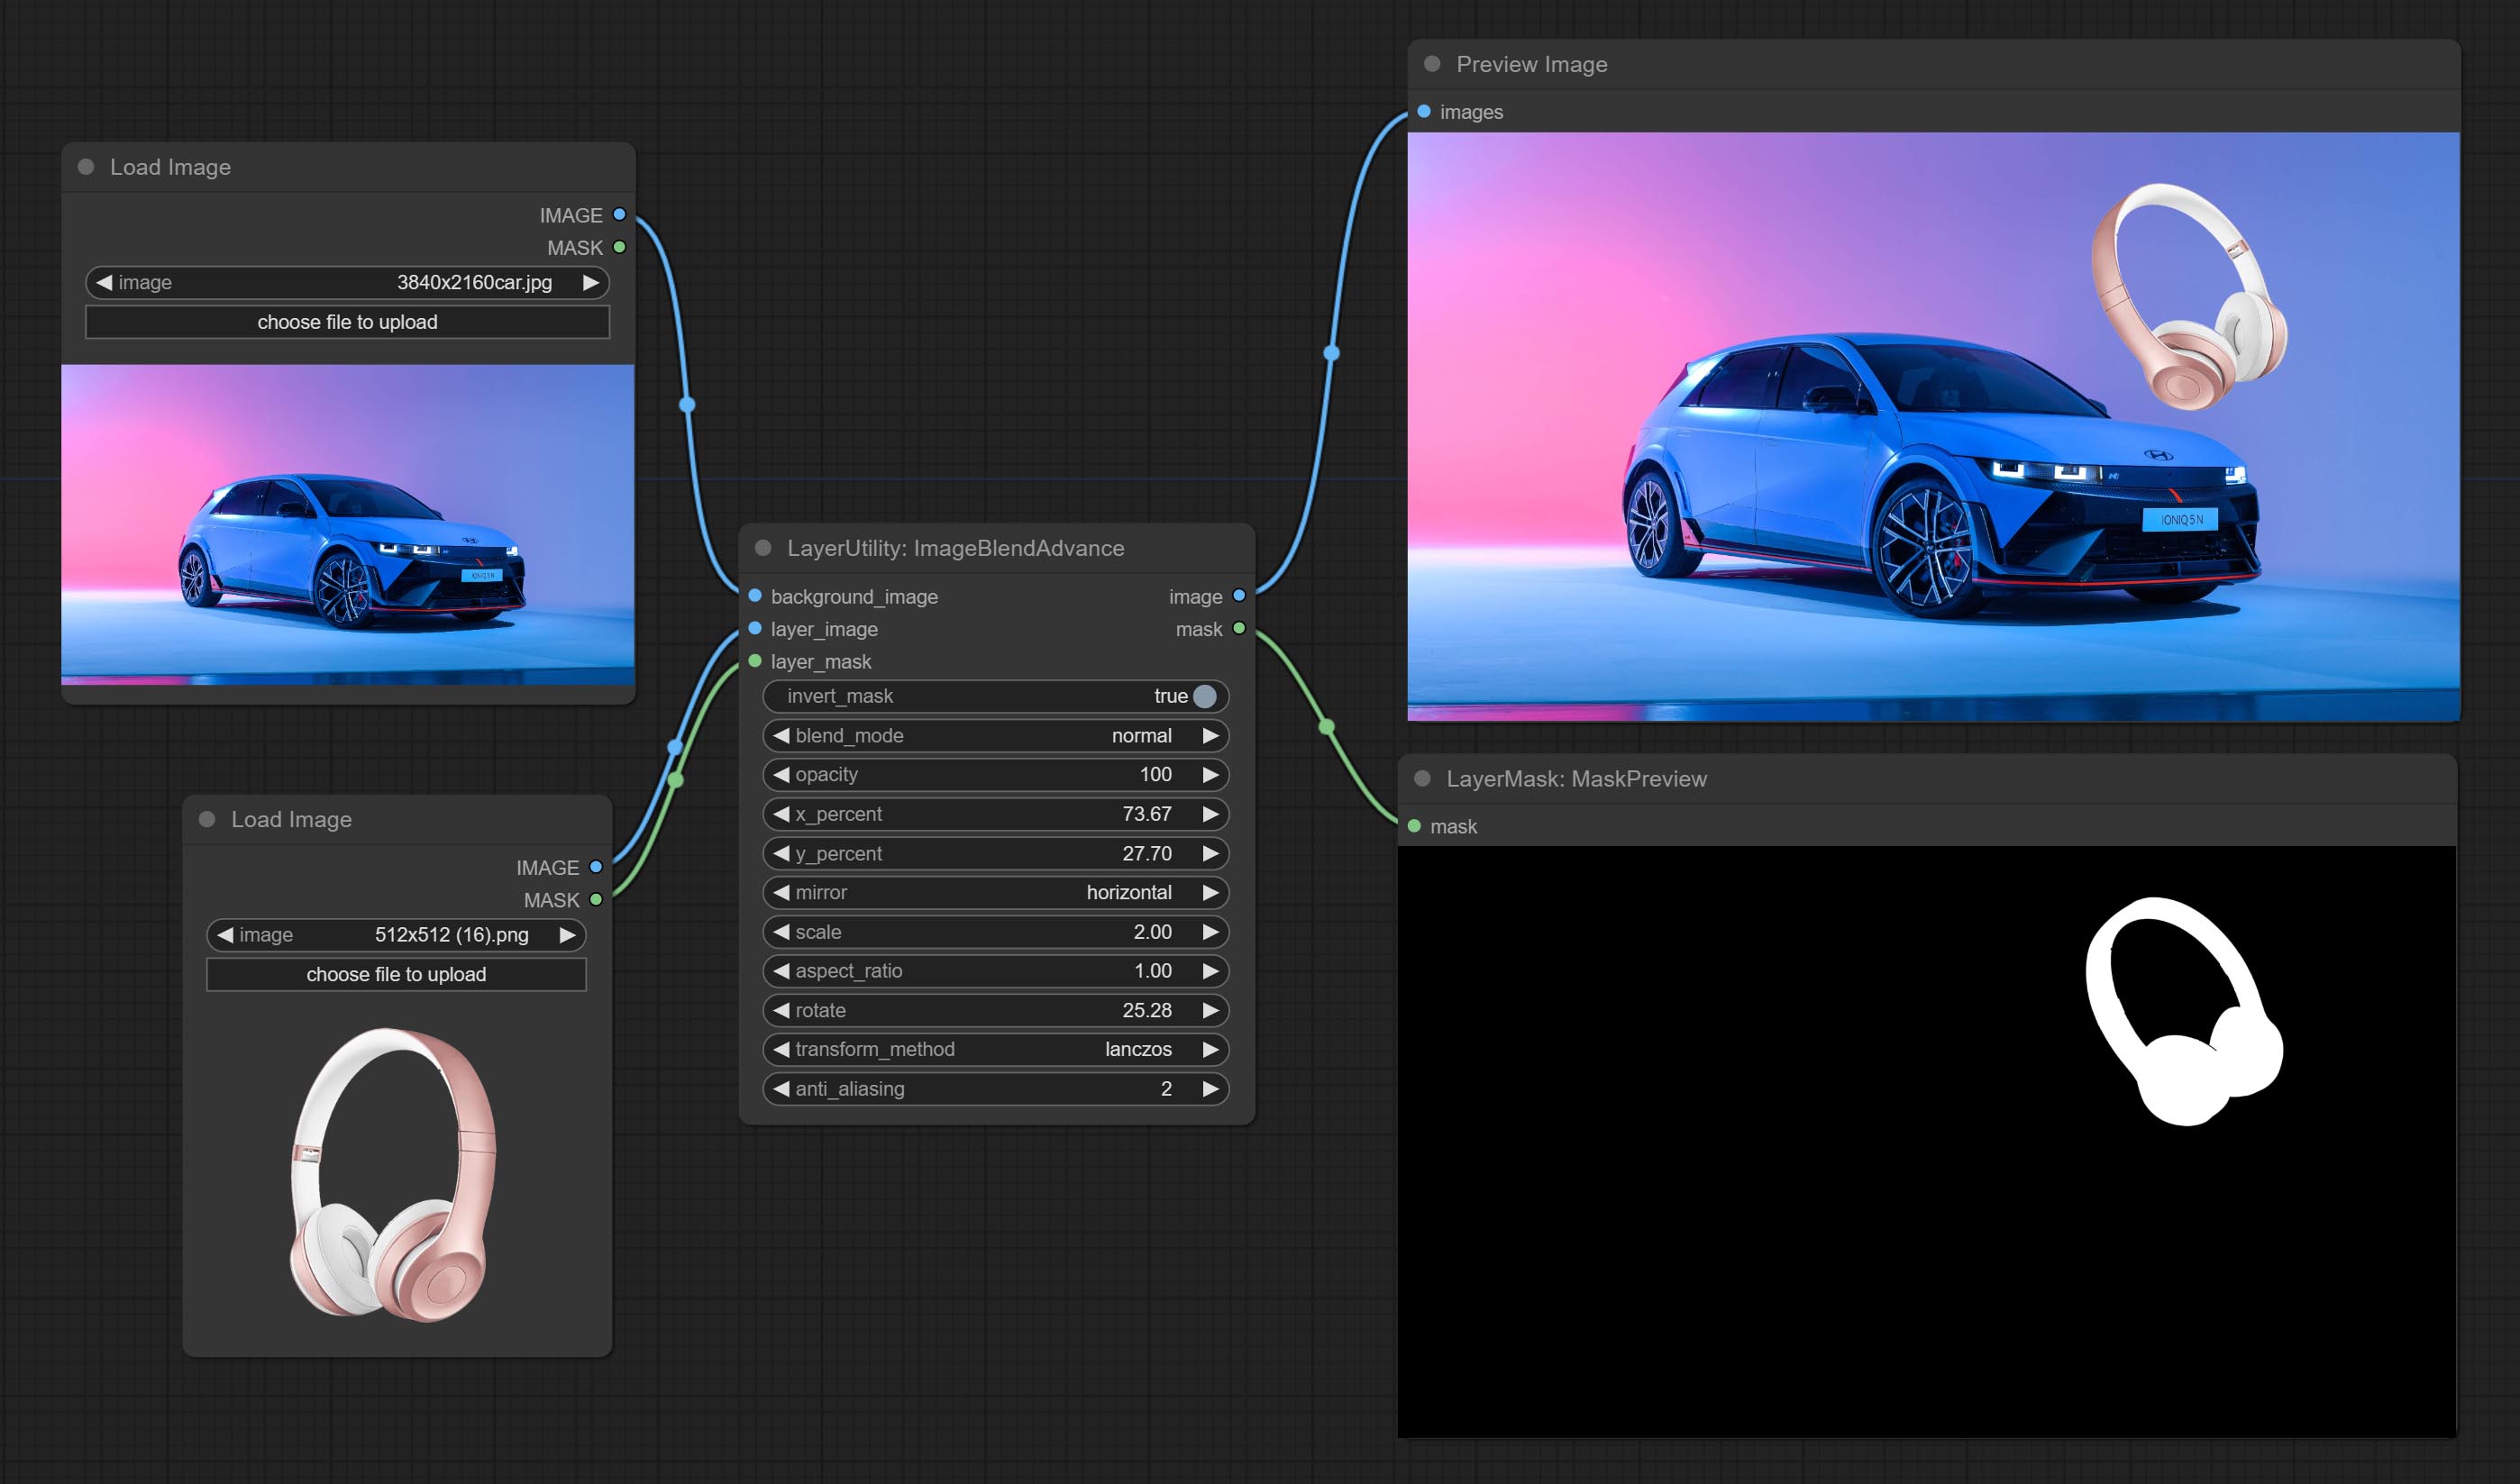 Load Image
IMAGE
MASK
image 3840x2160car.jpg
choose file to upload
IONIQ 5 N
Load Image
IMAGE
MASK
image 512x512 (16).png
choose file to upload
LayerUtility: ImageBlendAdvance
background_image image
layer_image mask
layer_mask
invert_mask true
blend_mode normal
opacity 100
x_percent 73.67
y_percent 27.70
mirror horizontal
scale 2.00
aspect_ratio 1.00
rotate 25.28
transform_method lanczos
anti_aliasing 2
Preview Image
images
IONIQ 5 N
LayerMask: MaskPreview
mask